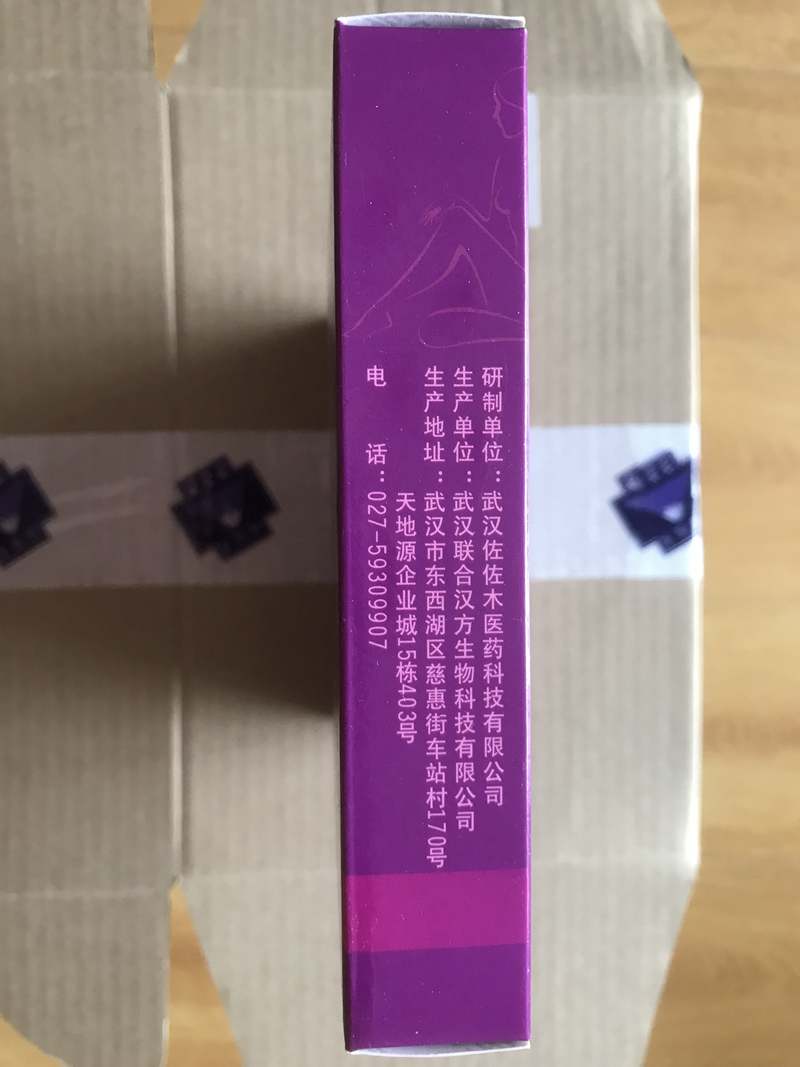 研制单位：武汉佐佐木医药科技有限公司
生产单位：武汉联合汉方生物科技有限公司
生产地址：武汉市东西湖区慈惠街车站村170号
天地源企业城15栋403号
电 话：027-59309907